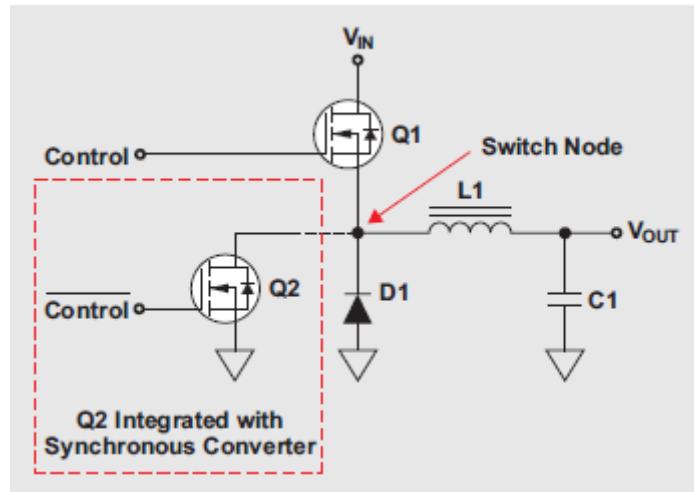 VIN
Q1
Control
Switch Node
L1
VOUT
Q2
D1
C1
Control
Q2 Integrated with
Synchronous Converter